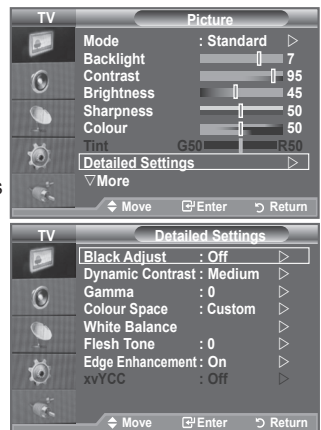 TV Picture
Mode : Standard
Backlight 7
Contrast 95
Brightness 45
Sharpness 50
Colour 50
Tint G50 R50
Detailed Settings
▽More
Move Enter Return
s
TV Detailed Settings
Black Adjust : Off
Dynamic Contrast : Medium
Gamma : 0
Colour Space : Custom
White Balance
Flesh Tone : 0
Edge Enhancement : On
xvYCC : Off
Move Enter Return